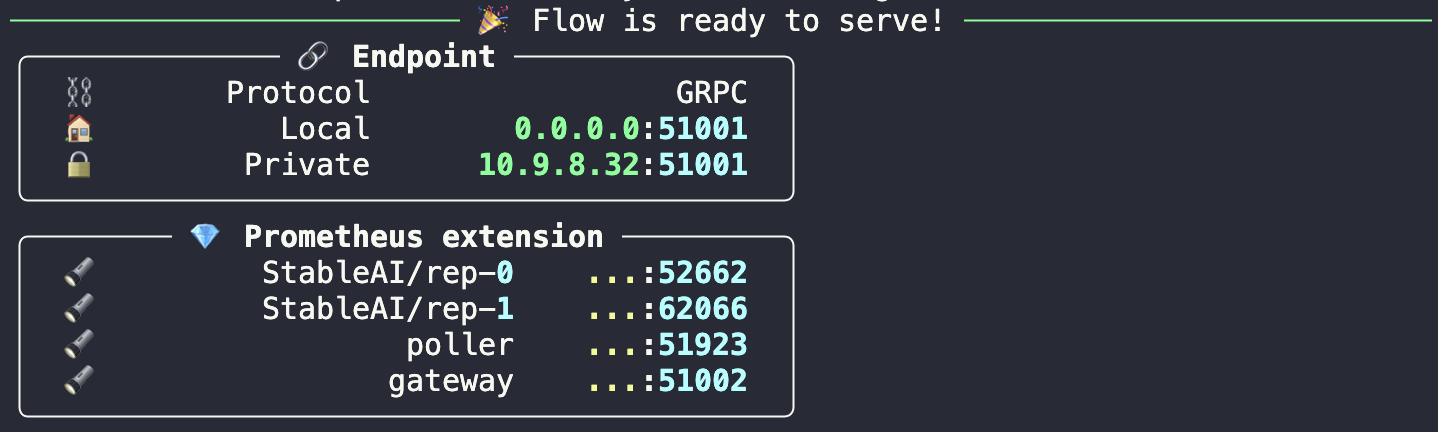 🎉 Flow is ready to serve!
🔗 Endpoint
⛓ Protocol GRPC
🏠 Local 0.0.0.0:51001
🔒 Private 10.9.8.32:51001
💎 Prometheus extension
🔦 StableAI/rep-0 ...:52662
🔦 StableAI/rep-1 ...:62066
🔦 poller ...:51923
🔦 gateway ...:51002